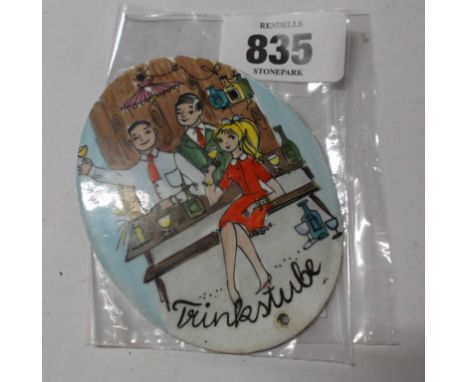 RENDELLS
835
STONEPARK
Trinkstube